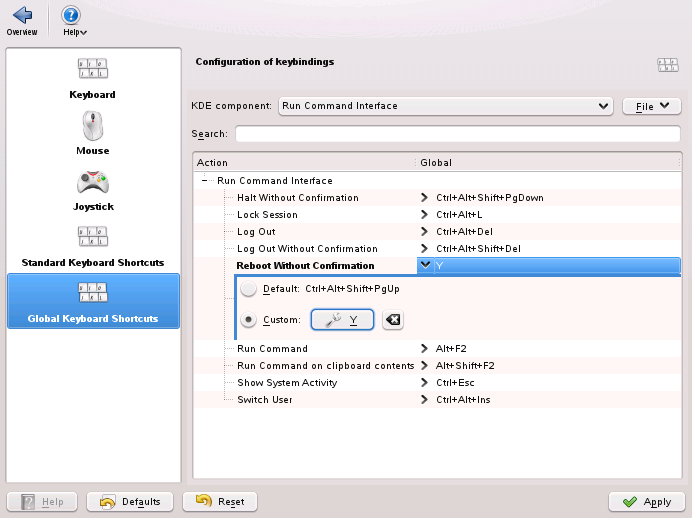 Overview
Help
Keyboard
Mouse
Joystick
Standard Keyboard Shortcuts
Global Keyboard Shortcuts
Configuration of keybindings
KDE component: Run Command Interface File
Search:
Action Global
Run Command Interface
Halt Without Confirmation Ctrl+Alt+Shift+PgDown
Lock Session Ctrl+Alt+L
Log Out Ctrl+Alt+Del
Log Out Without Confirmation Ctrl+Alt+Shift+Del
Reboot Without Confirmation Y
Default: Ctrl+Alt+Shift+PgUp
Custom: Y
Run Command Alt+F2
Run Command on clipboard contents Alt+Shift+F2
Show System Activity Ctrl+Esc
Switch User Ctrl+Alt+Ins
Help Defaults Reset Apply